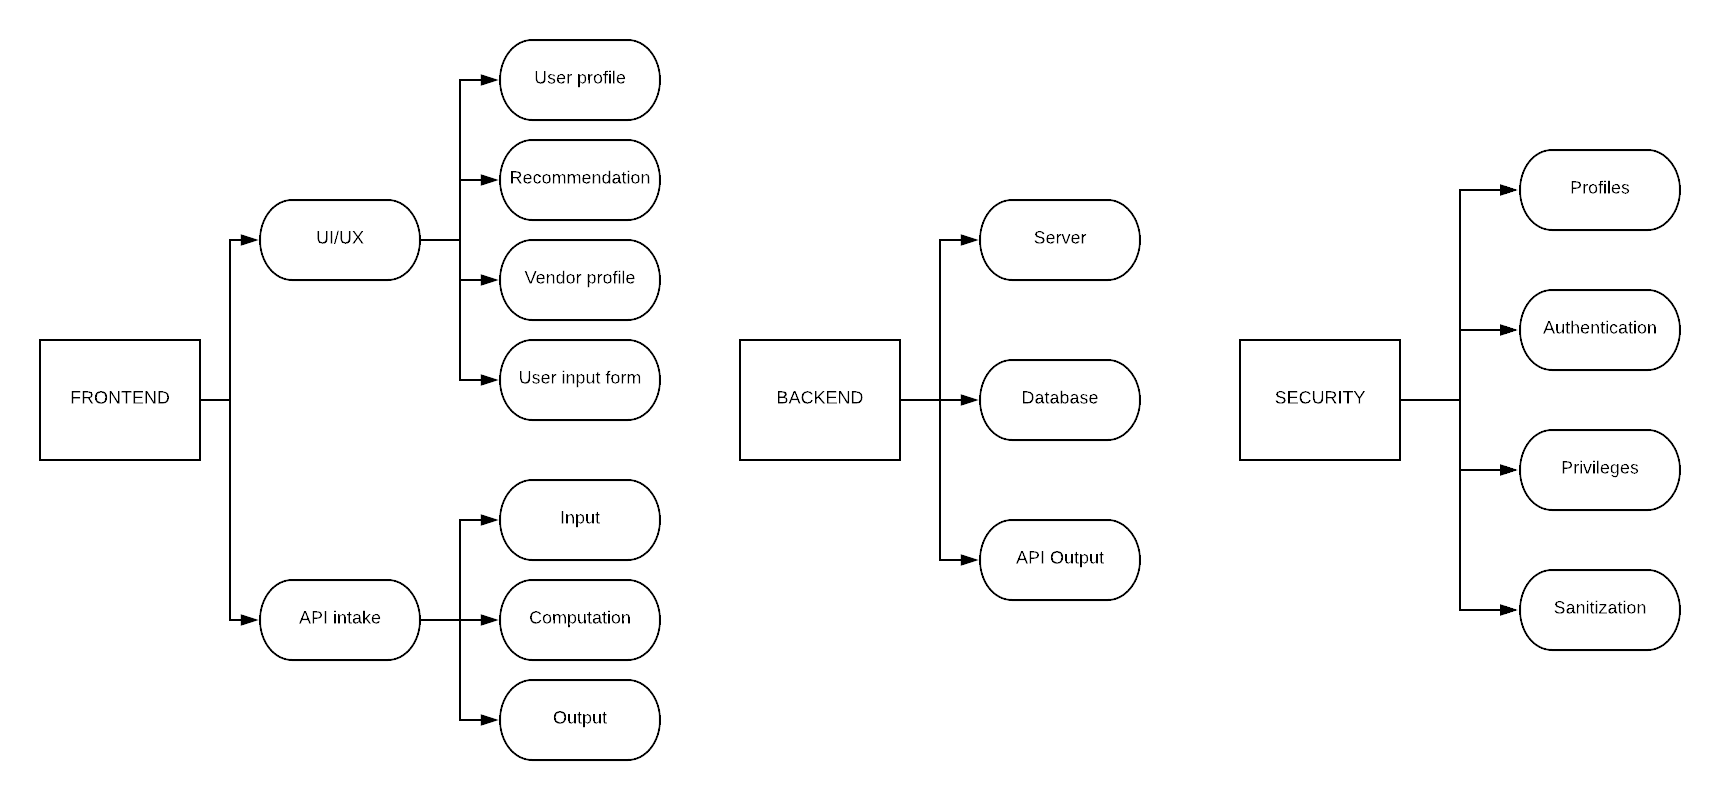 FRONTEND
UI/UX
User profile
Recommendation
Vendor profile
User input form
API intake
Input
Computation
Output
BACKEND
Server
Database
API Output
SECURITY
Profiles
Authentication
Privileges
Sanitization